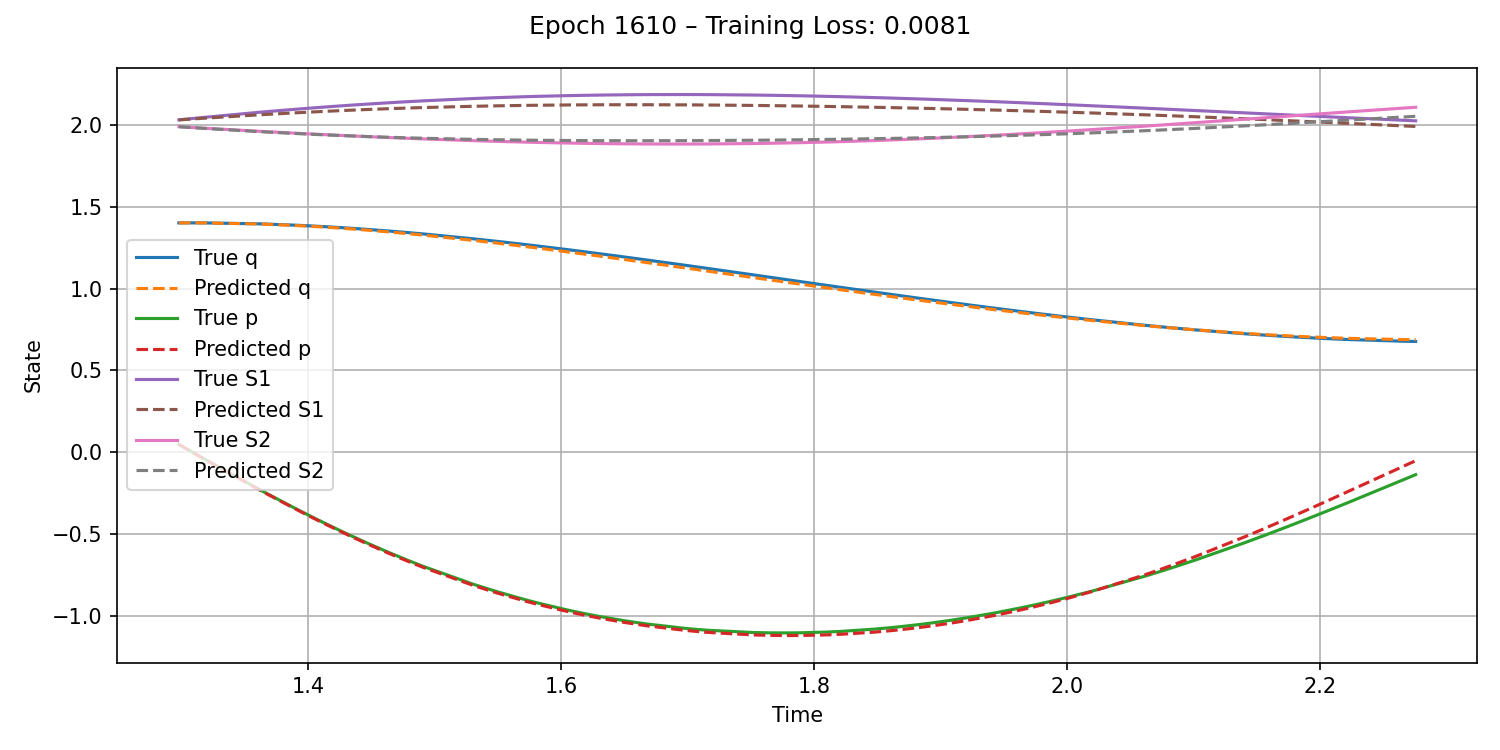 Epoch 1610 – Training Loss: 0.0081
2.0
1.5
1.0
0.5
0.0
−0.5
−1.0
State
True q
Predicted q
True p
Predicted p
True S1
Predicted S1
True S2
Predicted S2
1.4 1.6 1.8 2.0 2.2
Time